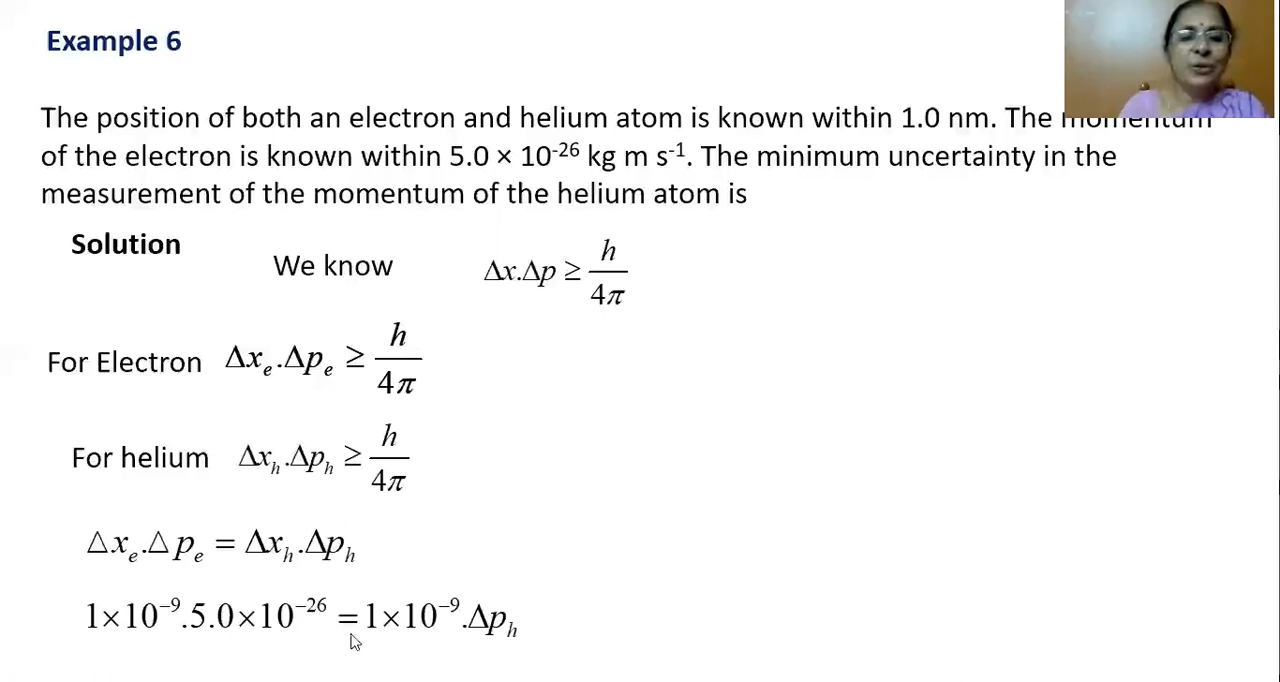 Example 6
The position of both an electron and helium atom is known within 1.0 nm. The momentum
of the electron is known within 5.0 × 10⁻²⁶ kg m s⁻¹. The minimum uncertainty in the
measurement of the momentum of the helium atom is
Solution
We know Δx.Δp ≥ h/4π
For Electron Δxₑ.Δpₑ ≥ h/4π
For helium Δxₕ.Δpₕ ≥ h/4π
Δxₑ.Δpₑ = Δxₕ.Δpₕ
1×10⁻⁹.5.0×10⁻²⁶ = 1×10⁻⁹.Δpₕ